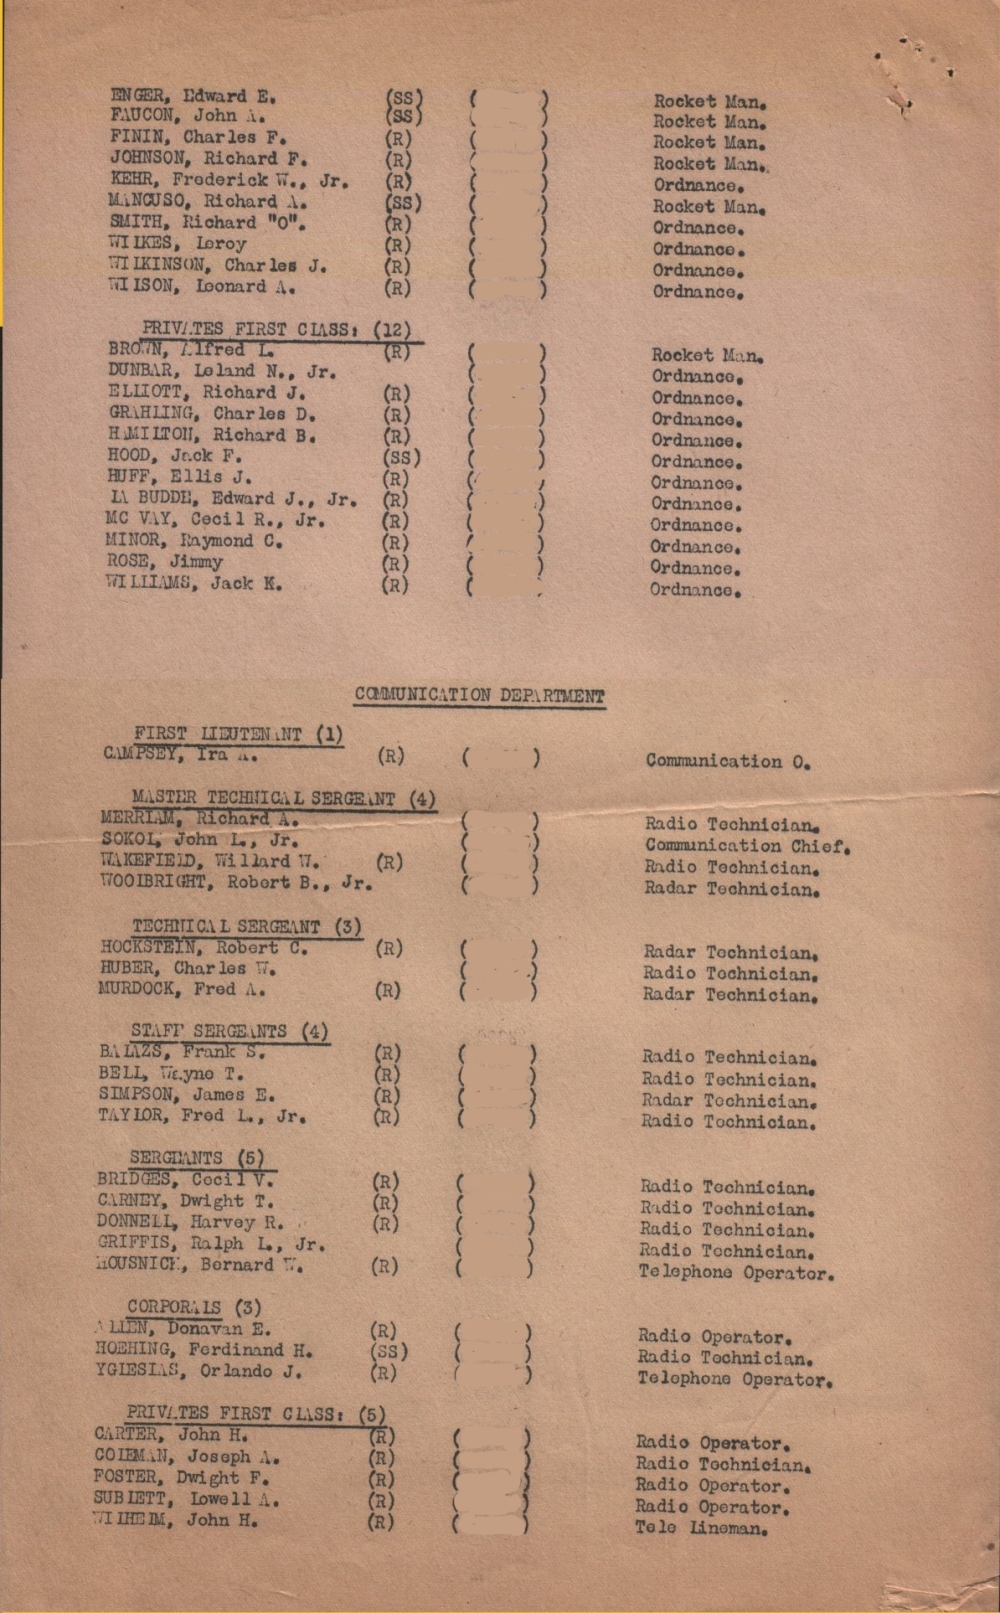 ENGER, Edward E. (SS) ( ) Rocket Man.
FAUCON, John A. (SS) ( ) Rocket Man.
FININ, Charles F. (R) ( ) Rocket Man.
JOHNSON, Richard F. (R) ( ) Rocket Man.
KEHR, Frederick W., Jr. (R) ( ) Ordnance.
MANCUSO, Richard A. (SS) ( ) Rocket Man.
SMITH, Richard "O". (R) ( ) Ordnance.
WILKES, Leroy (R) ( ) Ordnance.
WILKINSON, Charles J. (R) ( ) Ordnance.
WILSON, Leonard A. (R) ( ) Ordnance.
PRIVATES FIRST CLASS: (12)
BROWN, Alfred L. (R) ( ) Rocket Man.
DUNBAR, Leland N., Jr. ( ) Ordnance.
ELLIOTT, Richard J. (R) ( ) Ordnance.
GRAHLING, Charles D. (R) ( ) Ordnance.
HAMILTON, Richard B. (R) ( ) Ordnance.
HOOD, Jack F. (SS) ( ) Ordnance.
HUFF, Ellis J. (R) ( ) Ordnance.
LA BUDDE, Edward J., Jr. (R) ( ) Ordnance.
MC VAY, Cecil R., Jr. (R) ( ) Ordnance.
MINOR, Raymond C. (R) ( ) Ordnance.
ROSE, Jimmy (R) ( ) Ordnance.
WILLIAMS, Jack K. (R) ( Ordnance.
COMMUNICATION DEPARTMENT
FIRST LIEUTENANT (1)
CAMPSEY, Ira A. (R) ( ) Communication O.
MASTER TECHNICAL SERGEANT (4)
MERRIAM, Richard A. ( ) Radio Technician.
SOKOL, John L., Jr. ( ) Communication Chief.
WAKEFIELD, Willard W. (R) ( ) Radio Technician.
WOOLBRIGHT, Robert B., Jr. ( ) Radar Technician.
TECHNICAL SERGEANT (3)
HOCKSTEIN, Robert C. (R) ( ) Radar Technician.
HUBER, Charles W. ( ) Radio Technician.
MURDOCK, Fred A. (R) ( ) Radar Technician.
STAFF SERGEANTS (4)
BALAZS, Frank S. (R) ( ) Radio Technician.
BELL, Wayne T. (R) ( ) Radio Technician.
SIMPSON, James E. (R) ( ) Radar Technician.
TAYLOR, Fred L., Jr. (R) ( ) Radio Technician.
SERGEANTS (5)
BRIDGES, Cecil V. (R) ( ) Radio Technician.
CARNEY, Dwight T. (R) ( ) Radio Technician.
DONNELL, Harvey R. (R) ( ) Radio Technician.
GRIFFIS, Ralph L., Jr. ( ) Radio Technician.
Bernard W. (R) ( ) Telephone Operator.
CORPORALS (3)
ALLEN, Donavan E. (R) ( ) Radio Operator.
HOEHING, Ferdinand H. (SS) ( ) Radio Technician.
YGLESIAS, Orlando J. (R) ( ) Telephone Operator.
PRIVATES FIRST CLASS: (5)
CARTER, John H. (R) ( ) Radio Operator.
COLEMAN, Joseph A. (R) ( ) Radio Technician.
FOSTER, Dwight F. (R) ( ) Radio Operator.
SUBLETT, Lowell A. (R) ( ) Radio Operator.
WILHELM, John H. (R) ( ) Tele Lineman.